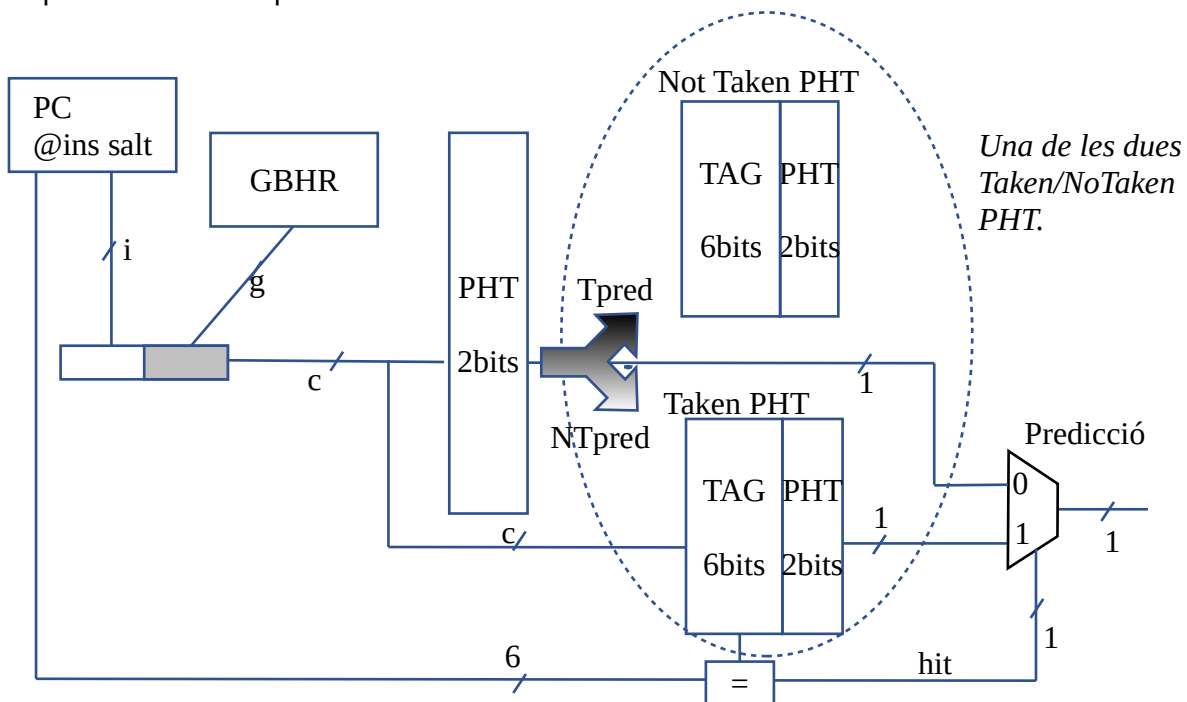 Not Taken PHT
PC
@ins salt
GBHR
TAG
PHT
6bits
2bits
Una de les dues
Taken/NoTaken
PHT.
i
g
PHT
2bits
Tpred
c
1
NTpred
Taken PHT
Predicció
TAG
PHT
6bits
2bits
0
1
1
1
c
1
6
hit
=